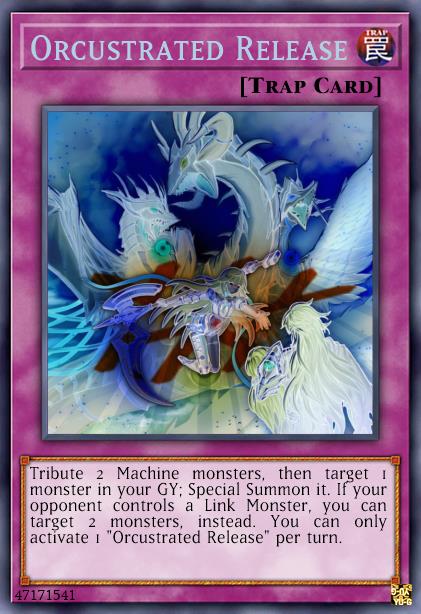 Orcustrated Release
TRAP
罠
[Trap Card]
Tribute 2 Machine monsters, then target 1
monster in your GY; Special Summon it. If your
opponent controls a Link Monster, you can
target 2 monsters, instead. You can only
activate 1 "Orcustrated Release" per turn.
47171541